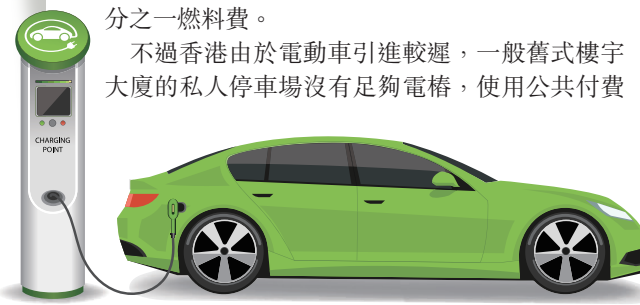 分之一燃料費。
不過香港由於電動車引進較遲，一般舊式樓宇
大廈的私人停車場沒有足夠電樁，使用公共付費
CHARGING
POINT